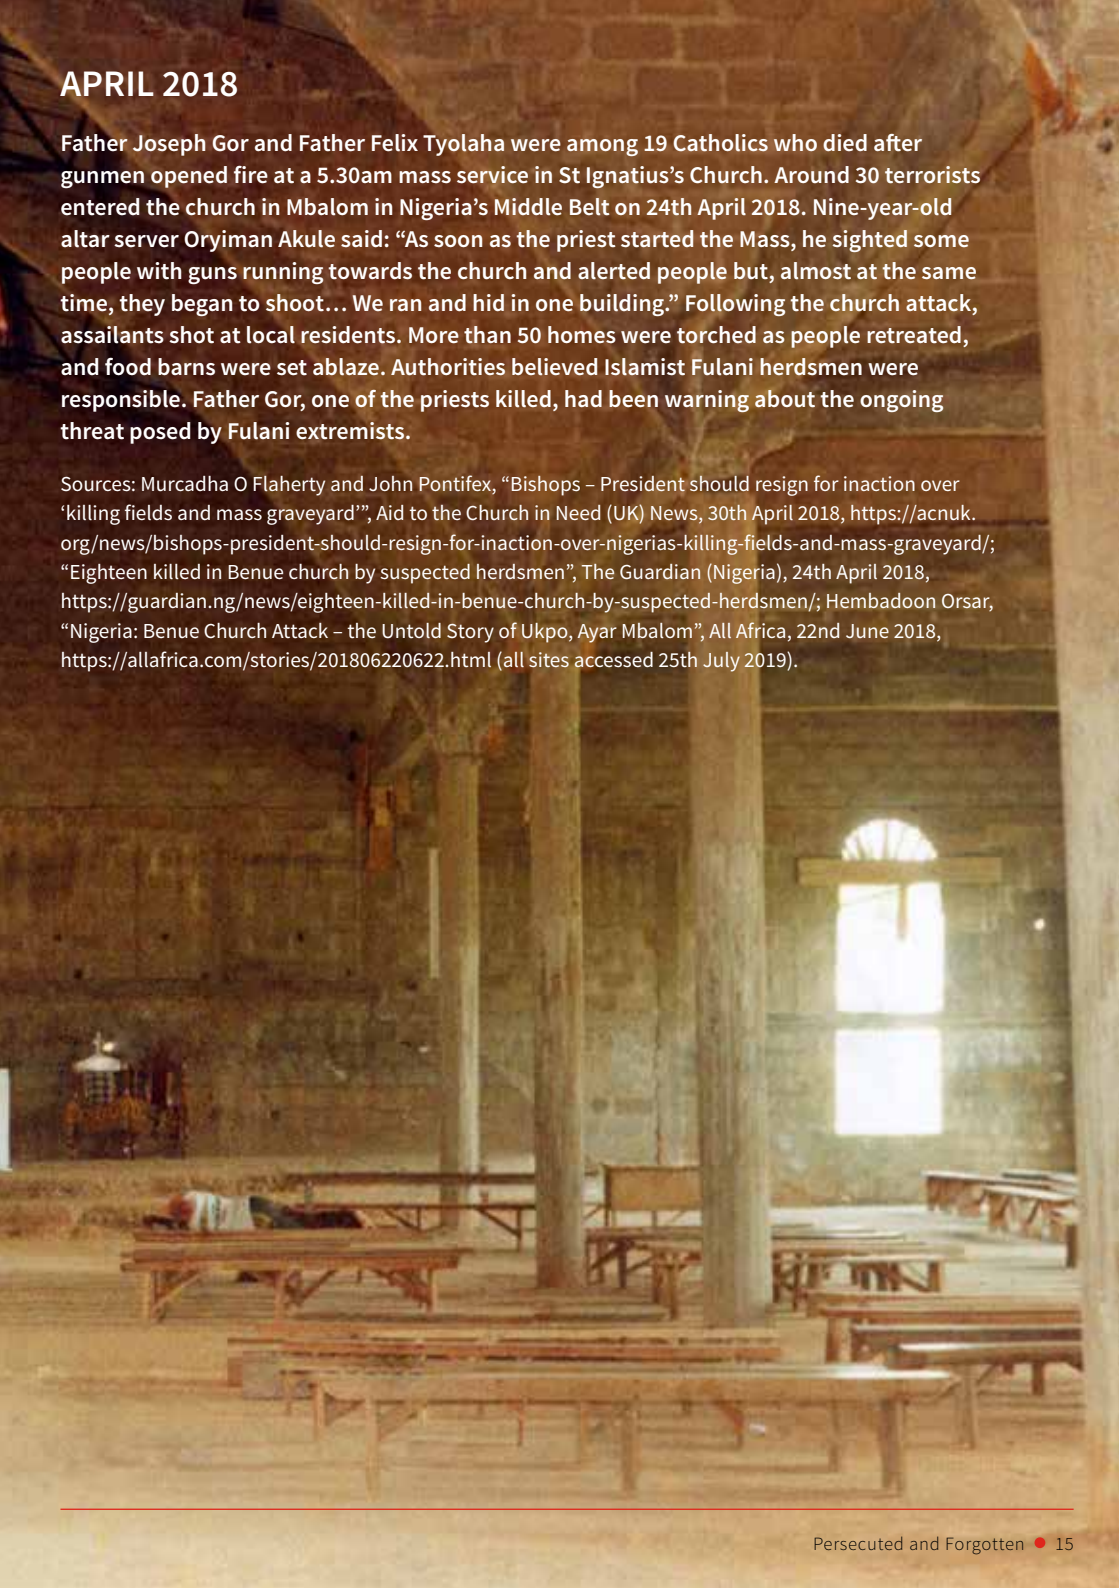 APRIL 2018
Father Joseph Gor and Father Felix Tyolaha were among 19 Catholics who died after
gunmen opened fire at a 5.30am mass service in St Ignatius’s Church. Around 30 terrorists
entered the church in Mbalom in Nigeria’s Middle Belt on 24th April 2018. Nine-year-old
altar server Oryiman Akule said: “As soon as the priest started the Mass, he sighted some
people with guns running towards the church and alerted people but, almost at the same
time, they began to shoot… We ran and hid in one building.” Following the church attack,
assailants shot at local residents. More than 50 homes were torched as people retreated,
and food barns were set ablaze. Authorities believed Islamist Fulani herdsmen were
responsible. Father Gor, one of the priests killed, had been warning about the ongoing
threat posed by Fulani extremists.
Sources: Murcadha O Flaherty and John Pontifex, “Bishops – President should resign for inaction over
‘killing fields and mass graveyard’”, Aid to the Church in Need (UK) News, 30th April 2018, https://acnuk.
org/news/bishops-president-should-resign-for-inaction-over-nigerias-killing-fields-and-mass-graveyard/;
“Eighteen killed in Benue church by suspected herdsmen”, The Guardian (Nigeria), 24th April 2018,
https://guardian.ng/news/eighteen-killed-in-benue-church-by-suspected-herdsmen/; Hembadoon Orsar,
“Nigeria: Benue Church Attack – the Untold Story of Ukpo, Ayar Mbalom”, All Africa, 22nd June 2018,
https://allafrica.com/stories/201806220622.html (all sites accessed 25th July 2019).
Persecuted and Forgotten ● 15